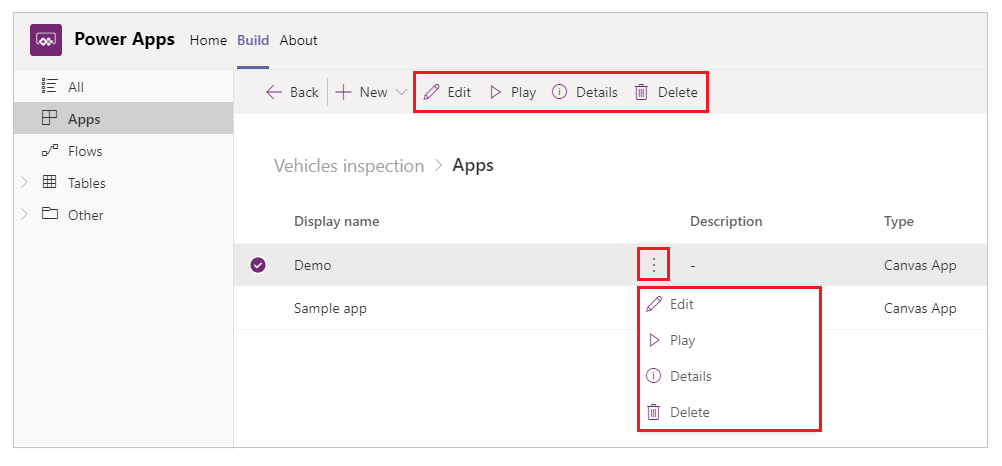 Power Apps Home Build About
All
Back New Edit Play Details Delete
Apps
Flows
Vehicles inspection > Apps
Tables
Other
Display name Description Type
Demo - Canvas App
Sample app Canvas App
Edit
Play
Details
Delete